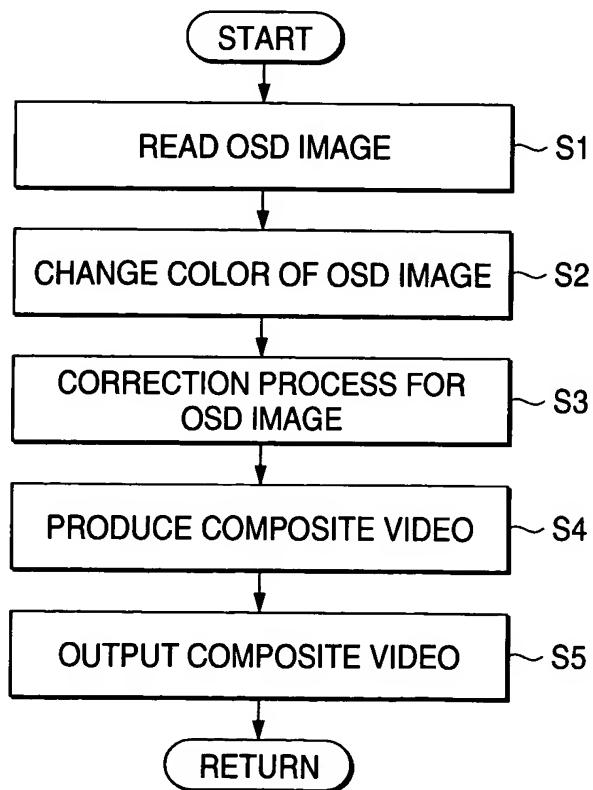 START
READ OSD IMAGE
S1
CHANGE COLOR OF OSD IMAGE
S2
CORRECTION PROCESS FOR
OSD IMAGE
S3
PRODUCE COMPOSITE VIDEO
S4
OUTPUT COMPOSITE VIDEO
S5
RETURN